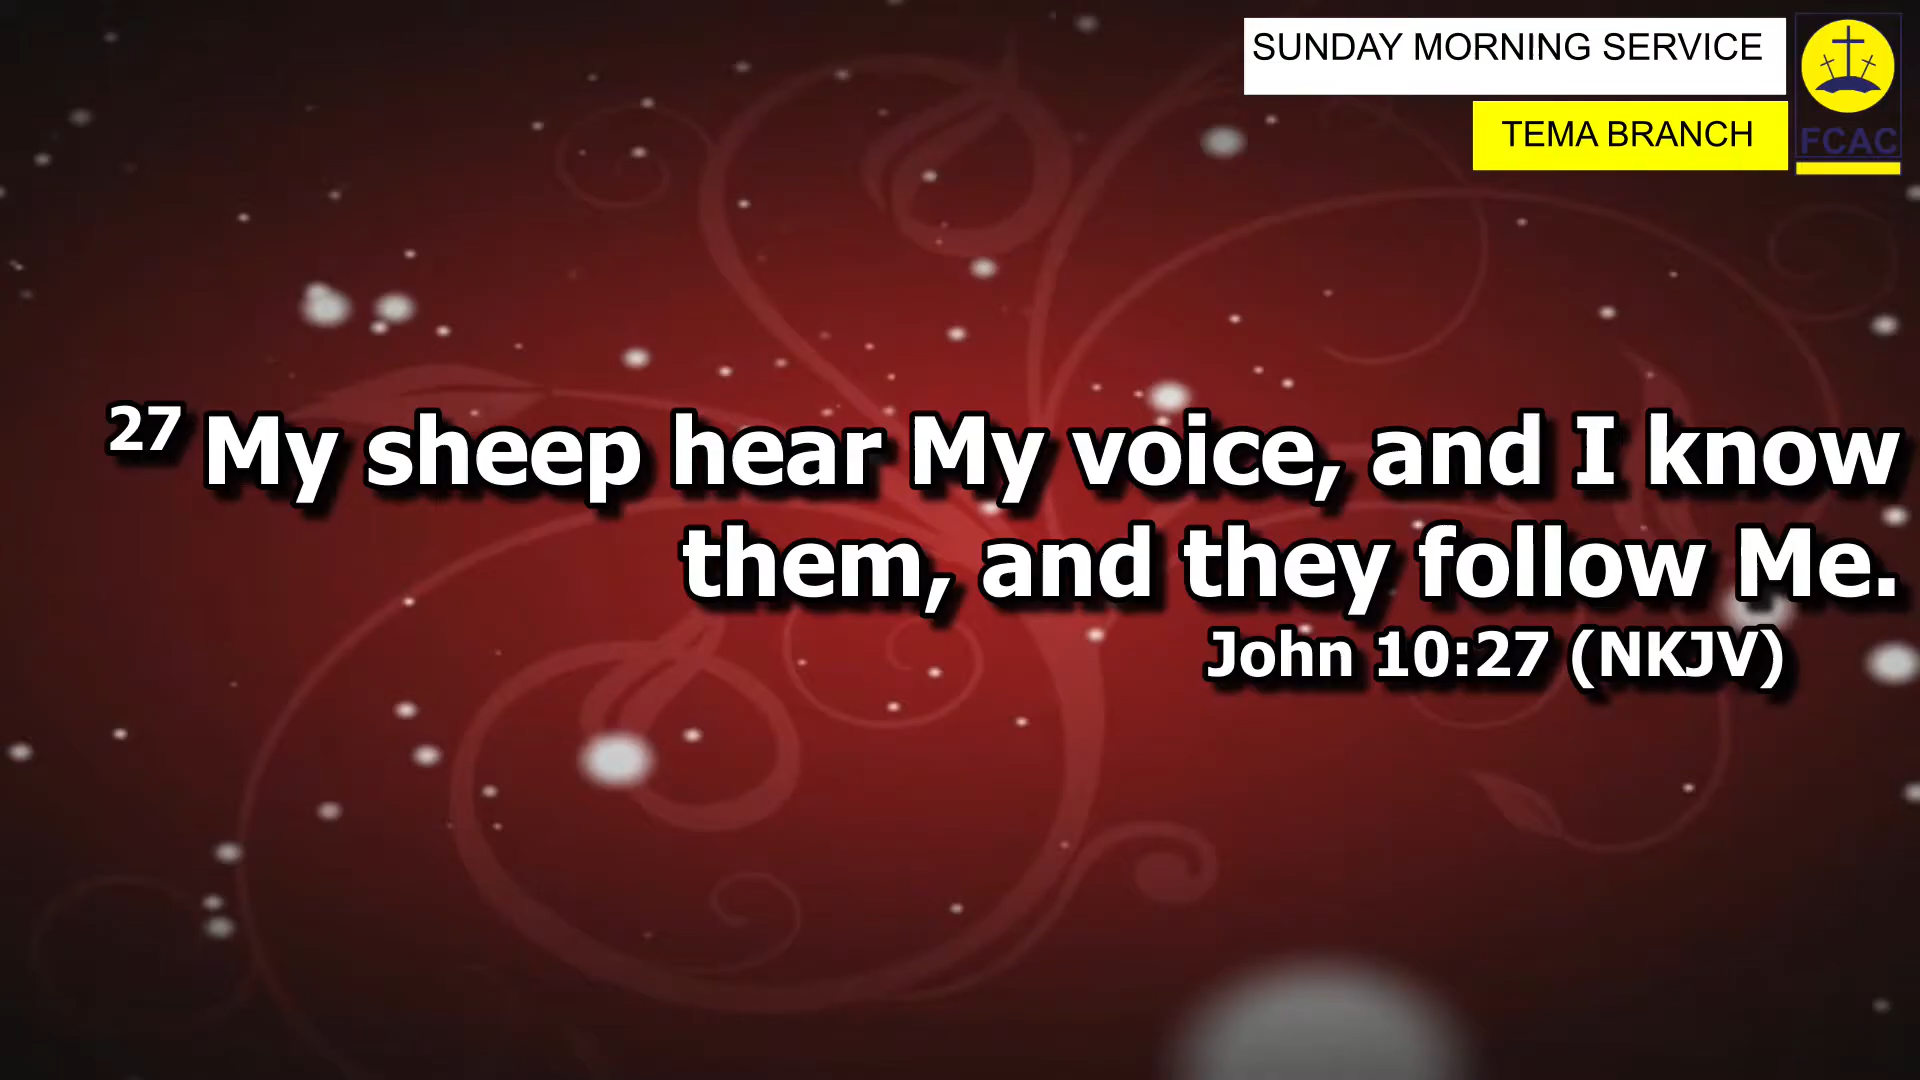 SUNDAY MORNING SERVICE
TEMA BRANCH
FCAC
27 My sheep hear My voice, and I know
them, and they follow Me.
John 10:27 (NKJV)